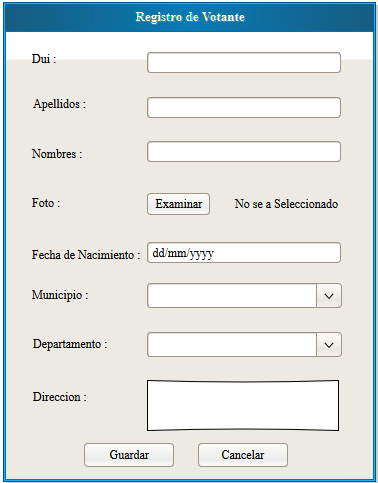 Registro de Votante
Dui :
Apellidos :
Nombres :
Foto : Examinar No se a Seleccionado
Fecha de Nacimiento : dd/mm/yyyy
Municipio :
Departamento :
Direccion :
Guardar Cancelar